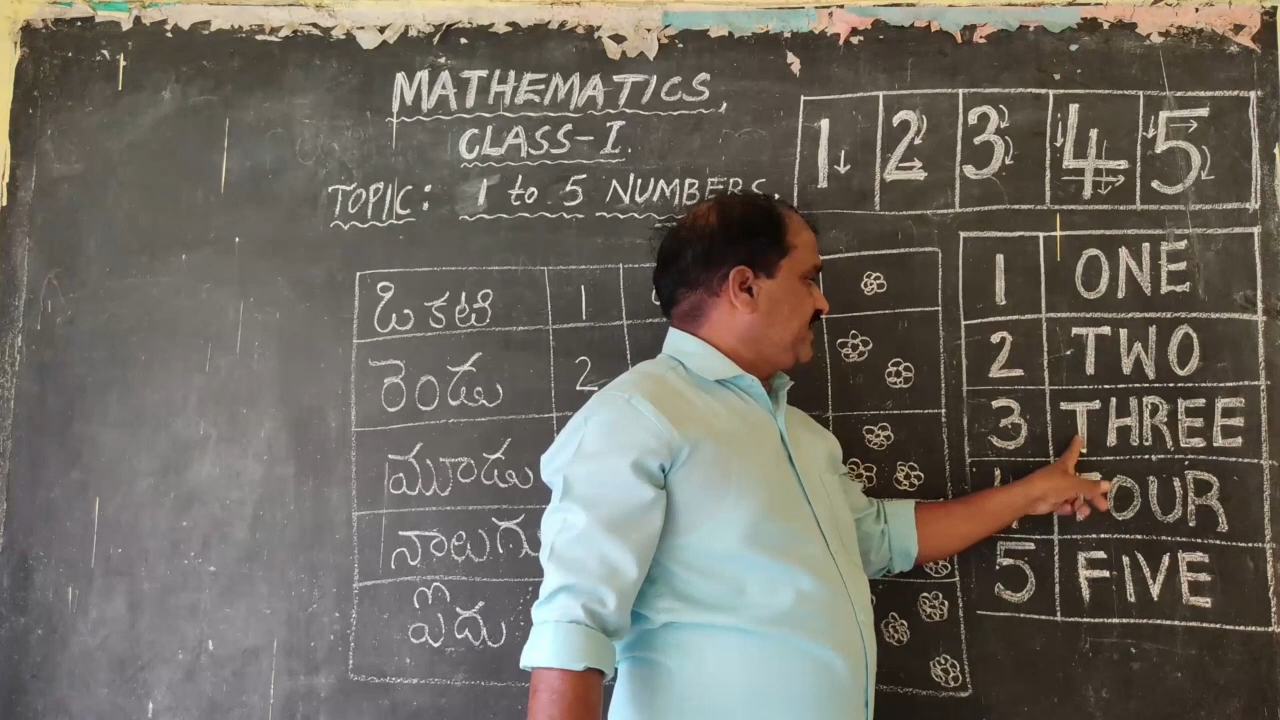 MATHEMATICS,
CLASS-I.
TOPIC: 1 to 5 NUMBERS.
1 2 3 4 5
ఒకటి 1
రెండు 2
మూడు
నాలుగు
ఐదు
1 ONE
2 TWO
3 THREE
4 FOUR
5 FIVE